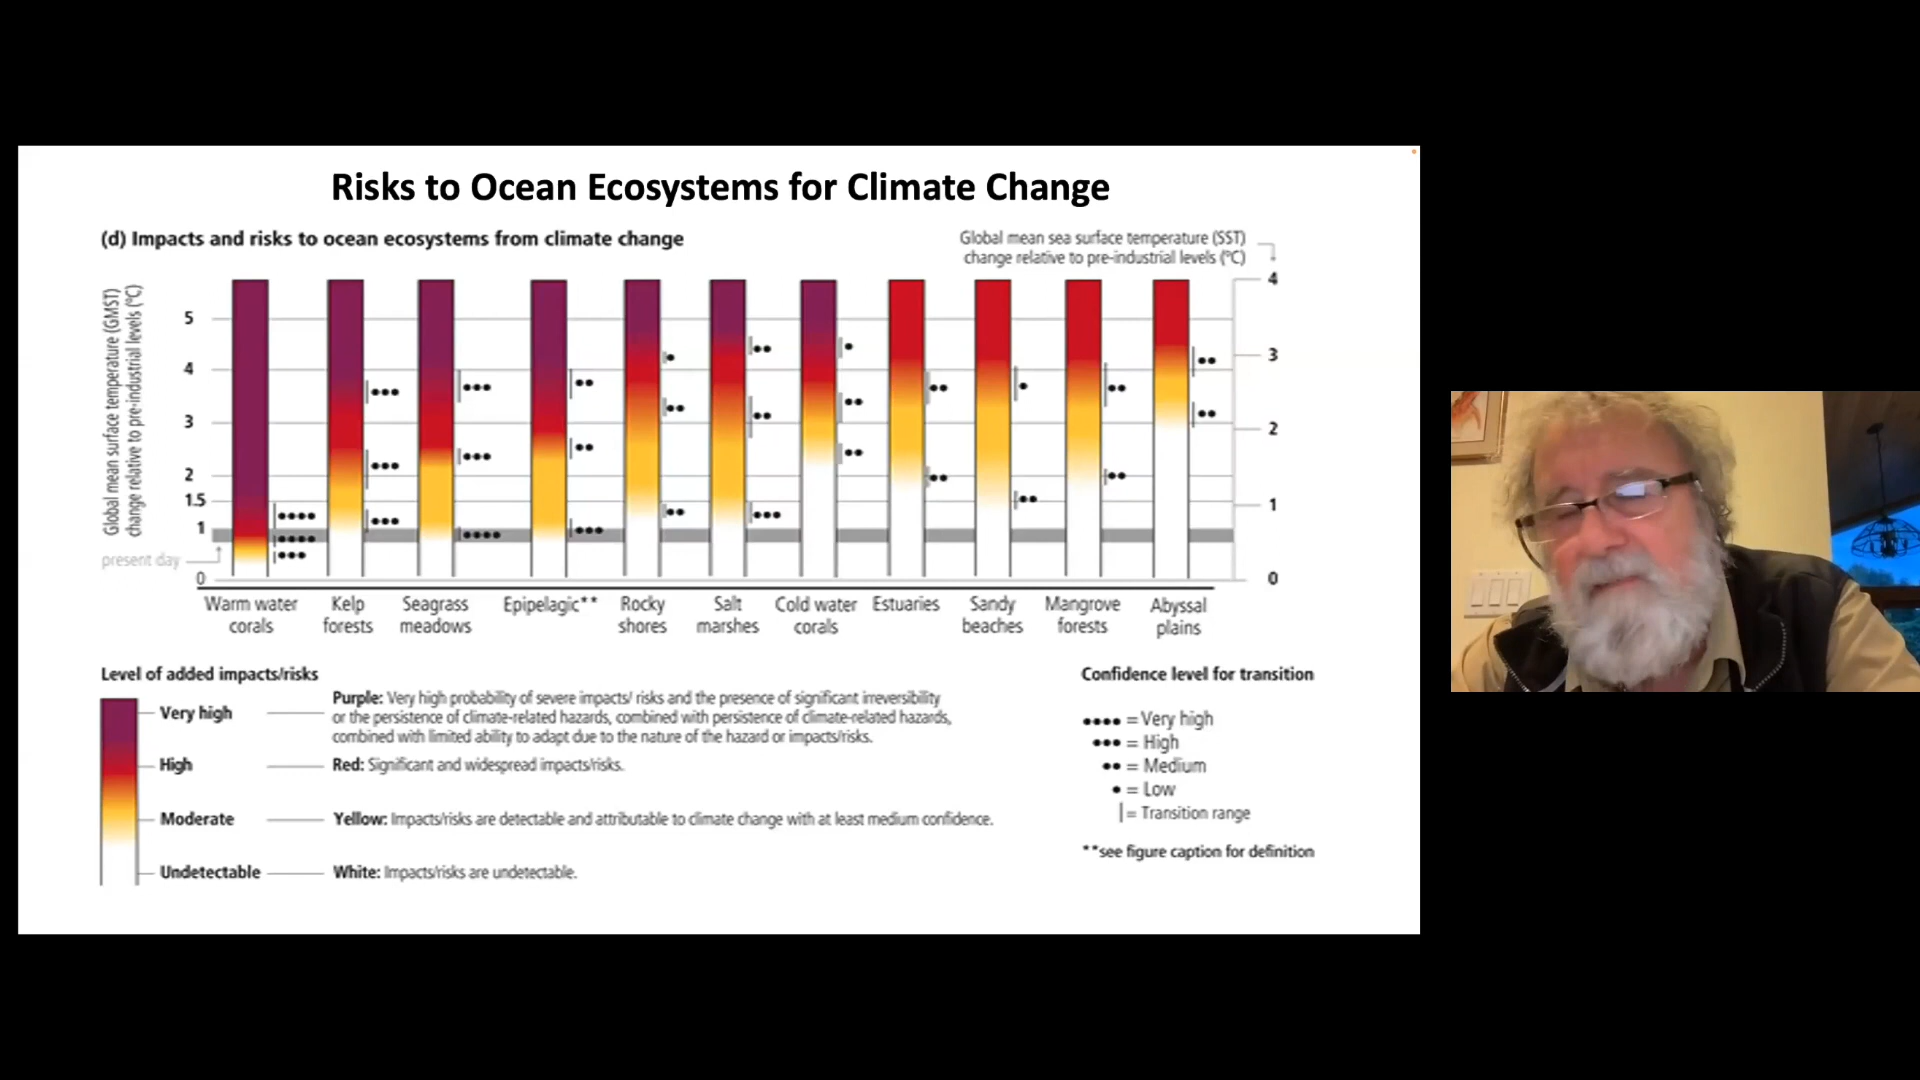 Risks to Ocean Ecosystems for Climate Change
(d) Impacts and risks to ocean ecosystems from climate change
Global mean sea surface temperature (SST)
change relative to pre-industrial levels (°C)
Global mean surface temperature (GMST)
change relative to pre-industrial levels (°C)
5
4
3
2
1.5
1
present day
0
4
3
2
1
0
Warm water
corals
Kelp
forests
Seagrass
meadows
Epipelagic**
Rocky
shores
Salt
marshes
Cold water
corals
Estuaries
Sandy
beaches
Mangrove
forests
Abyssal
plains
Level of added impacts/risks
Very high
Purple: Very high probability of severe impacts/ risks and the presence of significant irreversibility
or the persistence of climate-related hazards, combined with persistence of climate-related hazards,
combined with limited ability to adapt due to the nature of the hazard or impacts/risks.
High
Red: Significant and widespread impacts/risks.
Moderate
Yellow: Impacts/risks are detectable and attributable to climate change with at least medium confidence.
Undetectable
White: Impacts/risks are undetectable.
Confidence level for transition
•••• = Very high
••• = High
•• = Medium
• = Low
| = Transition range
**see figure caption for definition